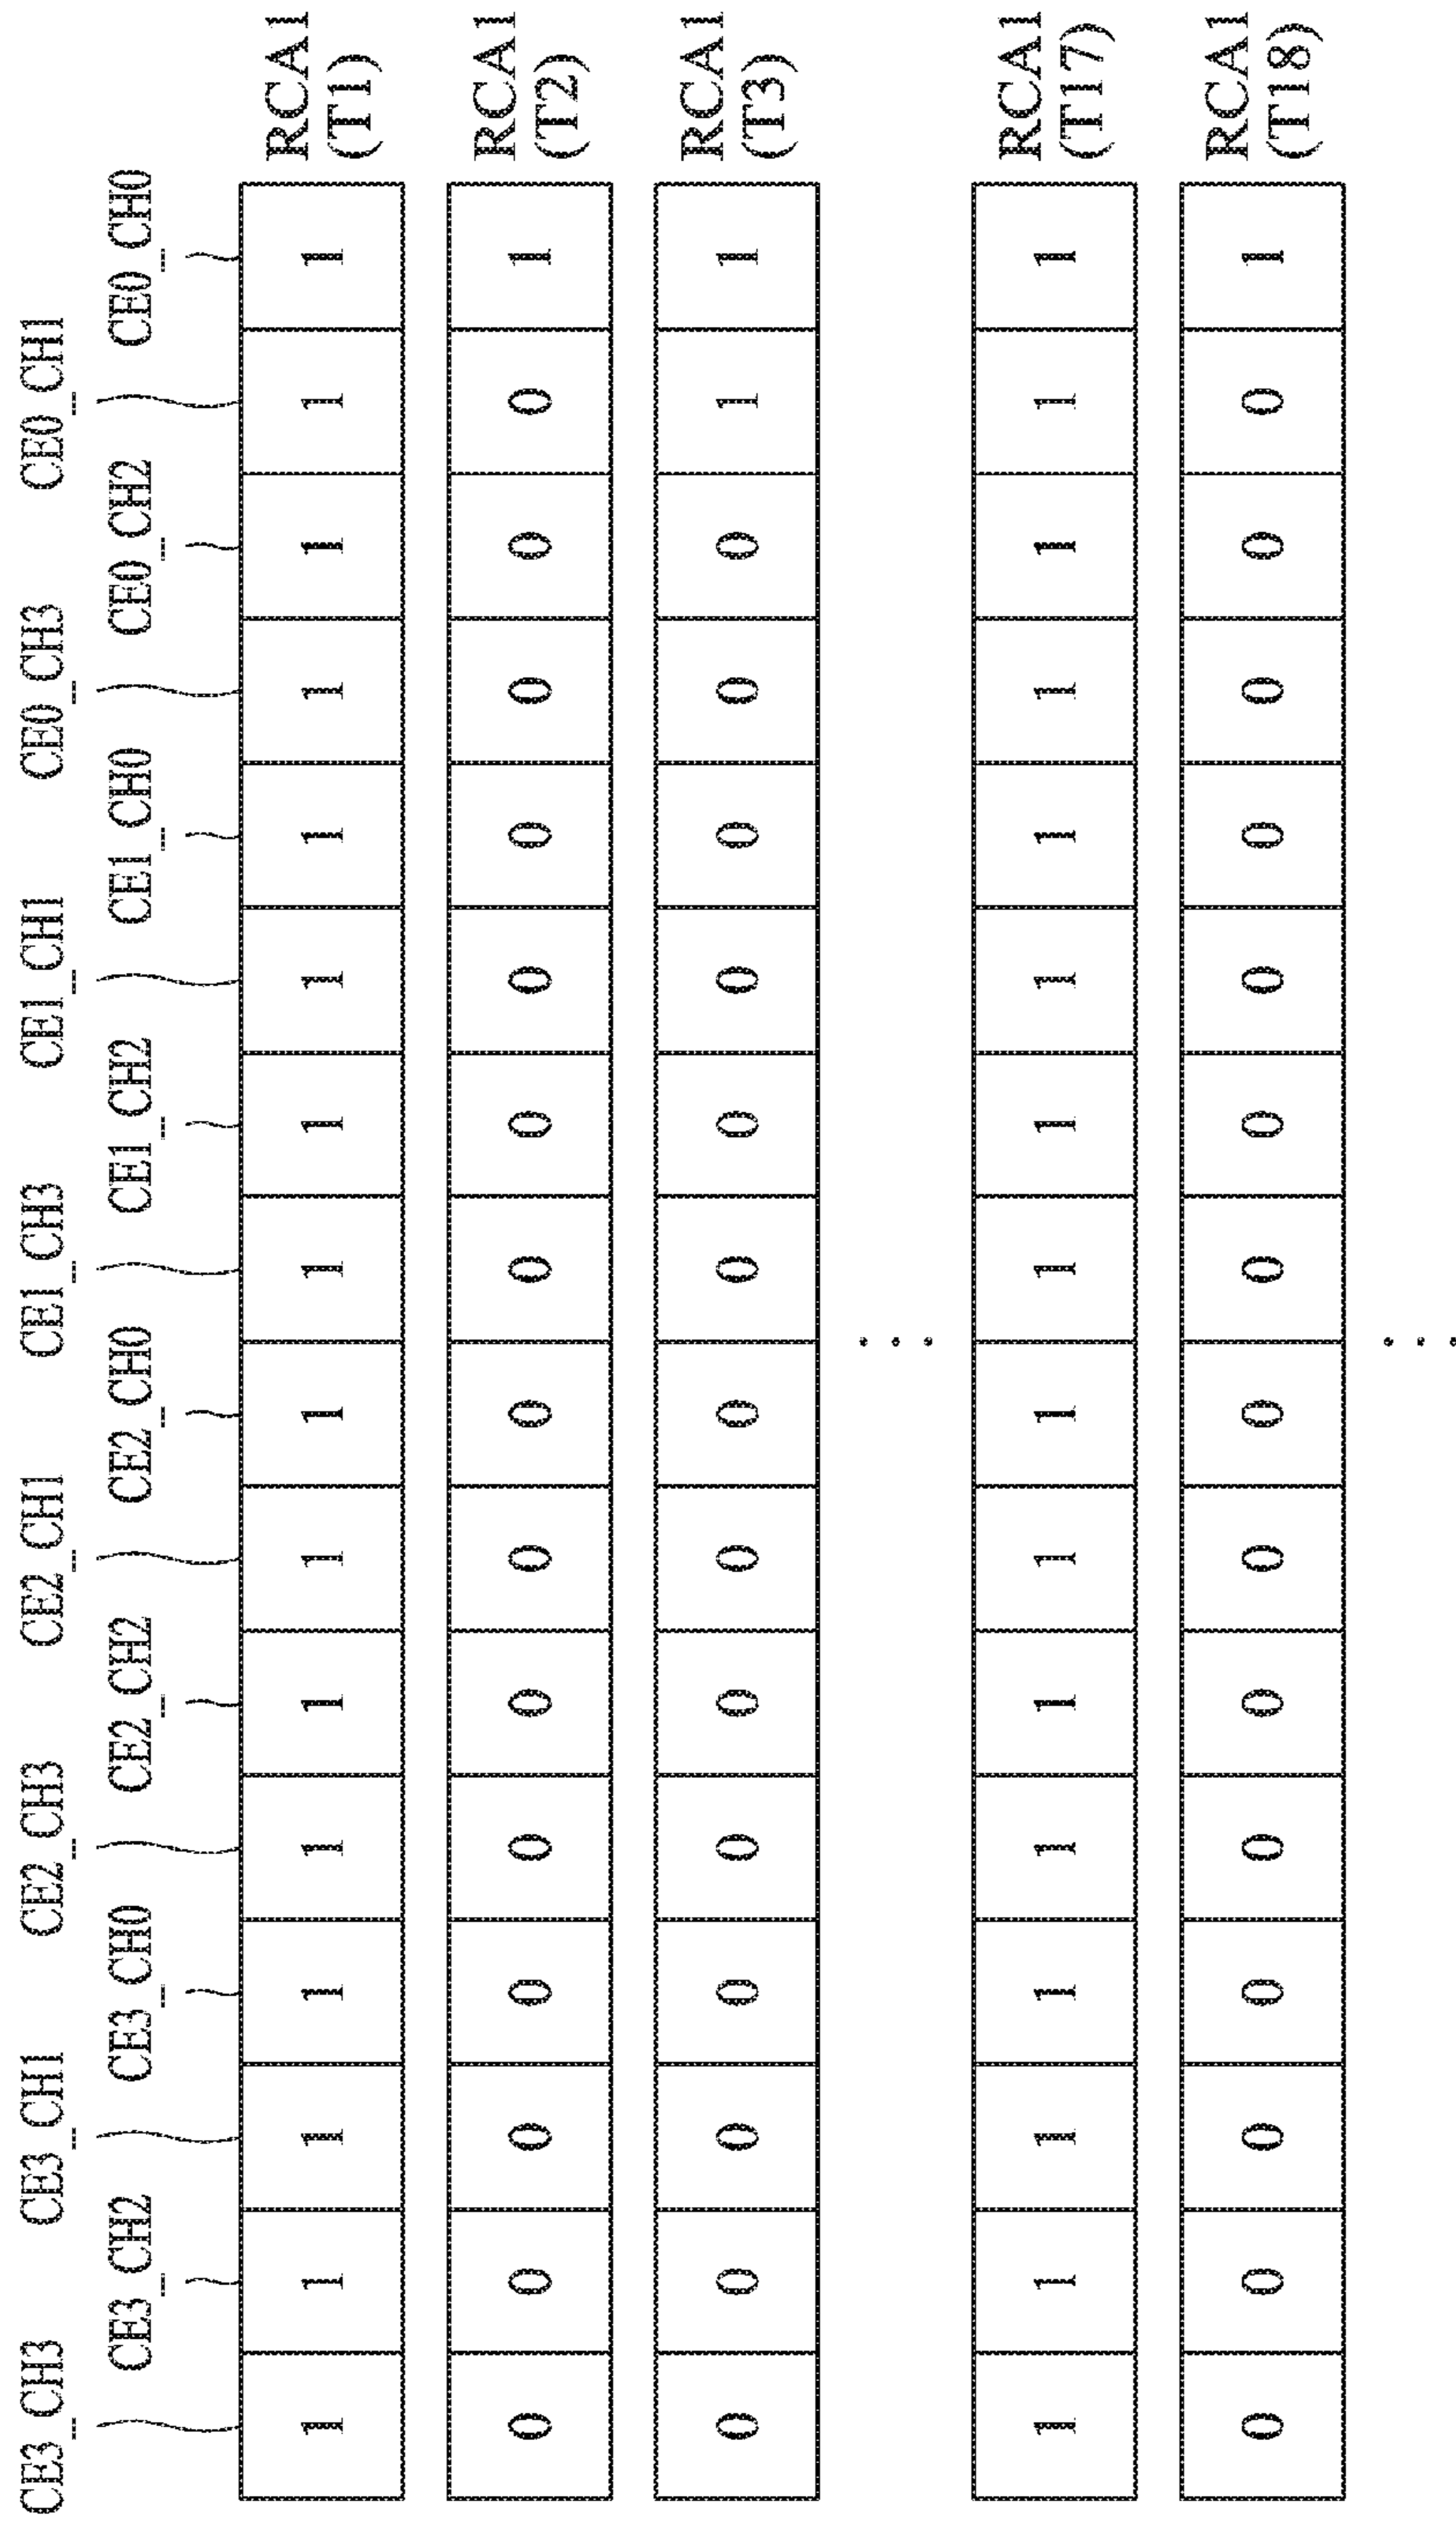 CE3_CH3 CE3_CH1 CE2_CH3 CE2_CH1 CE1_CH3 CE1_CH1 CE0_CH3 CE0_CH1
CE3_CH2 CE3_CH0 CE2_CH2 CE2_CH0 CE1_CH2 CE1_CH0 CE0_CH2 CE0_CH0
1 1 1 1 1 1 1 1 1 1 1 1 1 1 1 1 RCA1
(T1)
0 0 0 0 0 0 0 0 0 0 0 0 0 0 0 1 RCA1
(T2)
0 0 0 0 0 0 0 0 0 0 0 0 0 0 1 1 RCA1
(T3)
1 1 1 1 1 1 1 1 1 1 1 1 1 1 1 1 RCA1
(T17)
0 0 0 0 0 0 0 0 0 0 0 0 0 0 0 1 RCA1
(T18)